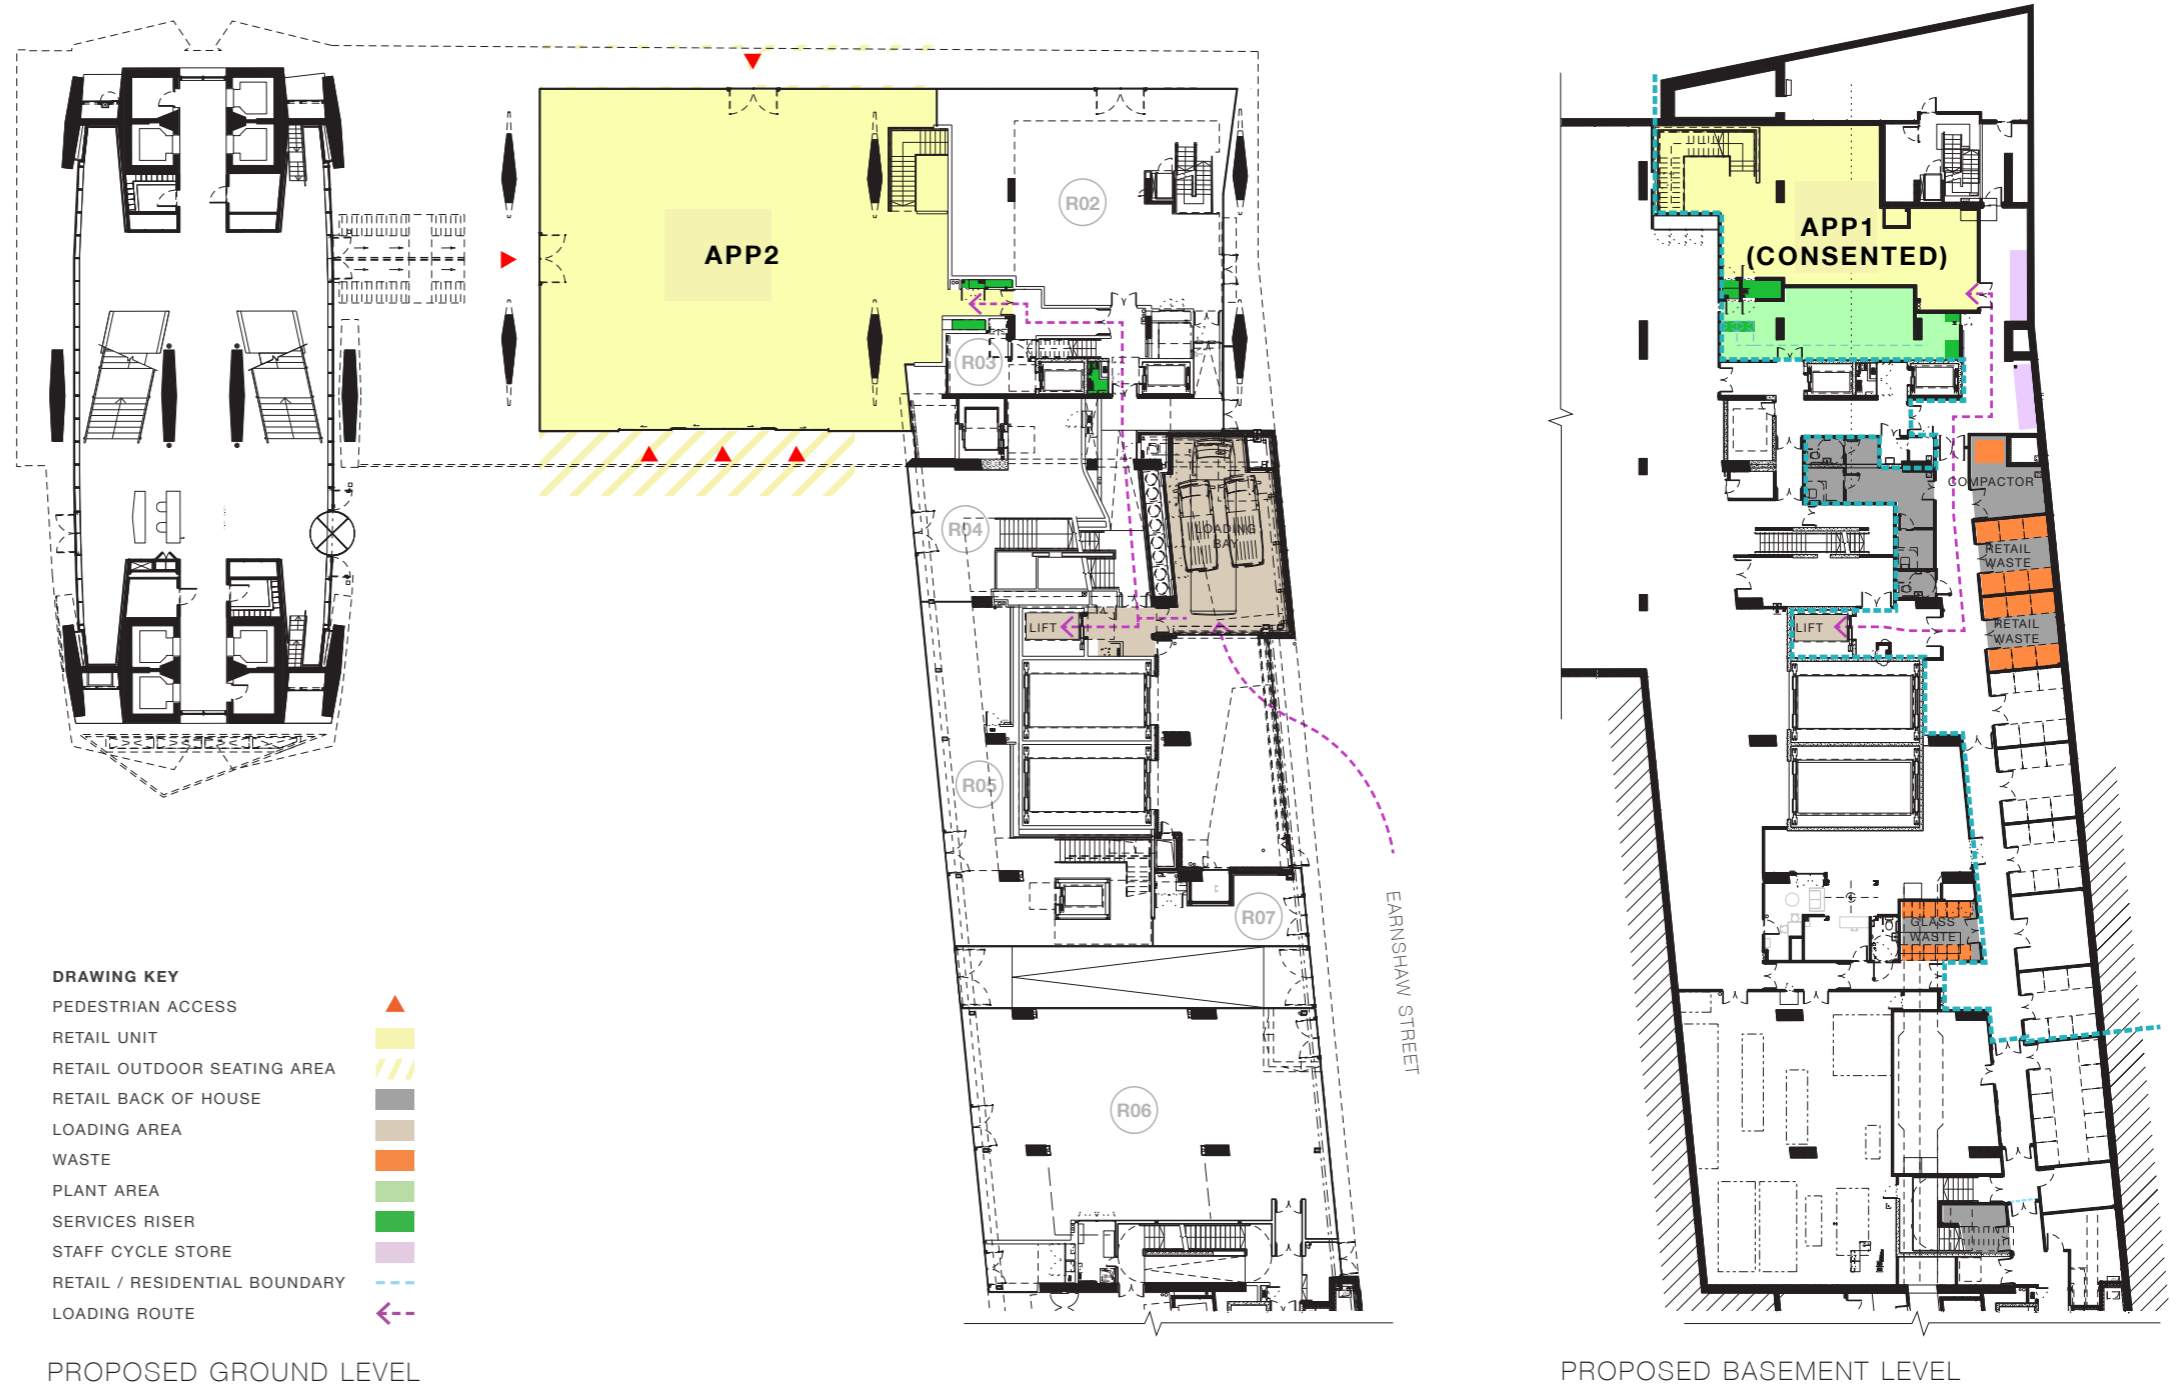 APP2
R02
R03
R04
LOADING
BAY
LIFT
R05
R07
R06
EARNSHAW STREET
APP1
(CONSENTED)
COMPACTOR
RETAIL
WASTE
RETAIL
WASTE
LIFT
GLASS
WASTE
DRAWING KEY
PEDESTRIAN ACCESS
RETAIL UNIT
RETAIL OUTDOOR SEATING AREA
RETAIL BACK OF HOUSE
LOADING AREA
WASTE
PLANT AREA
SERVICES RISER
STAFF CYCLE STORE
RETAIL / RESIDENTIAL BOUNDARY
LOADING ROUTE
PROPOSED GROUND LEVEL
PROPOSED BASEMENT LEVEL